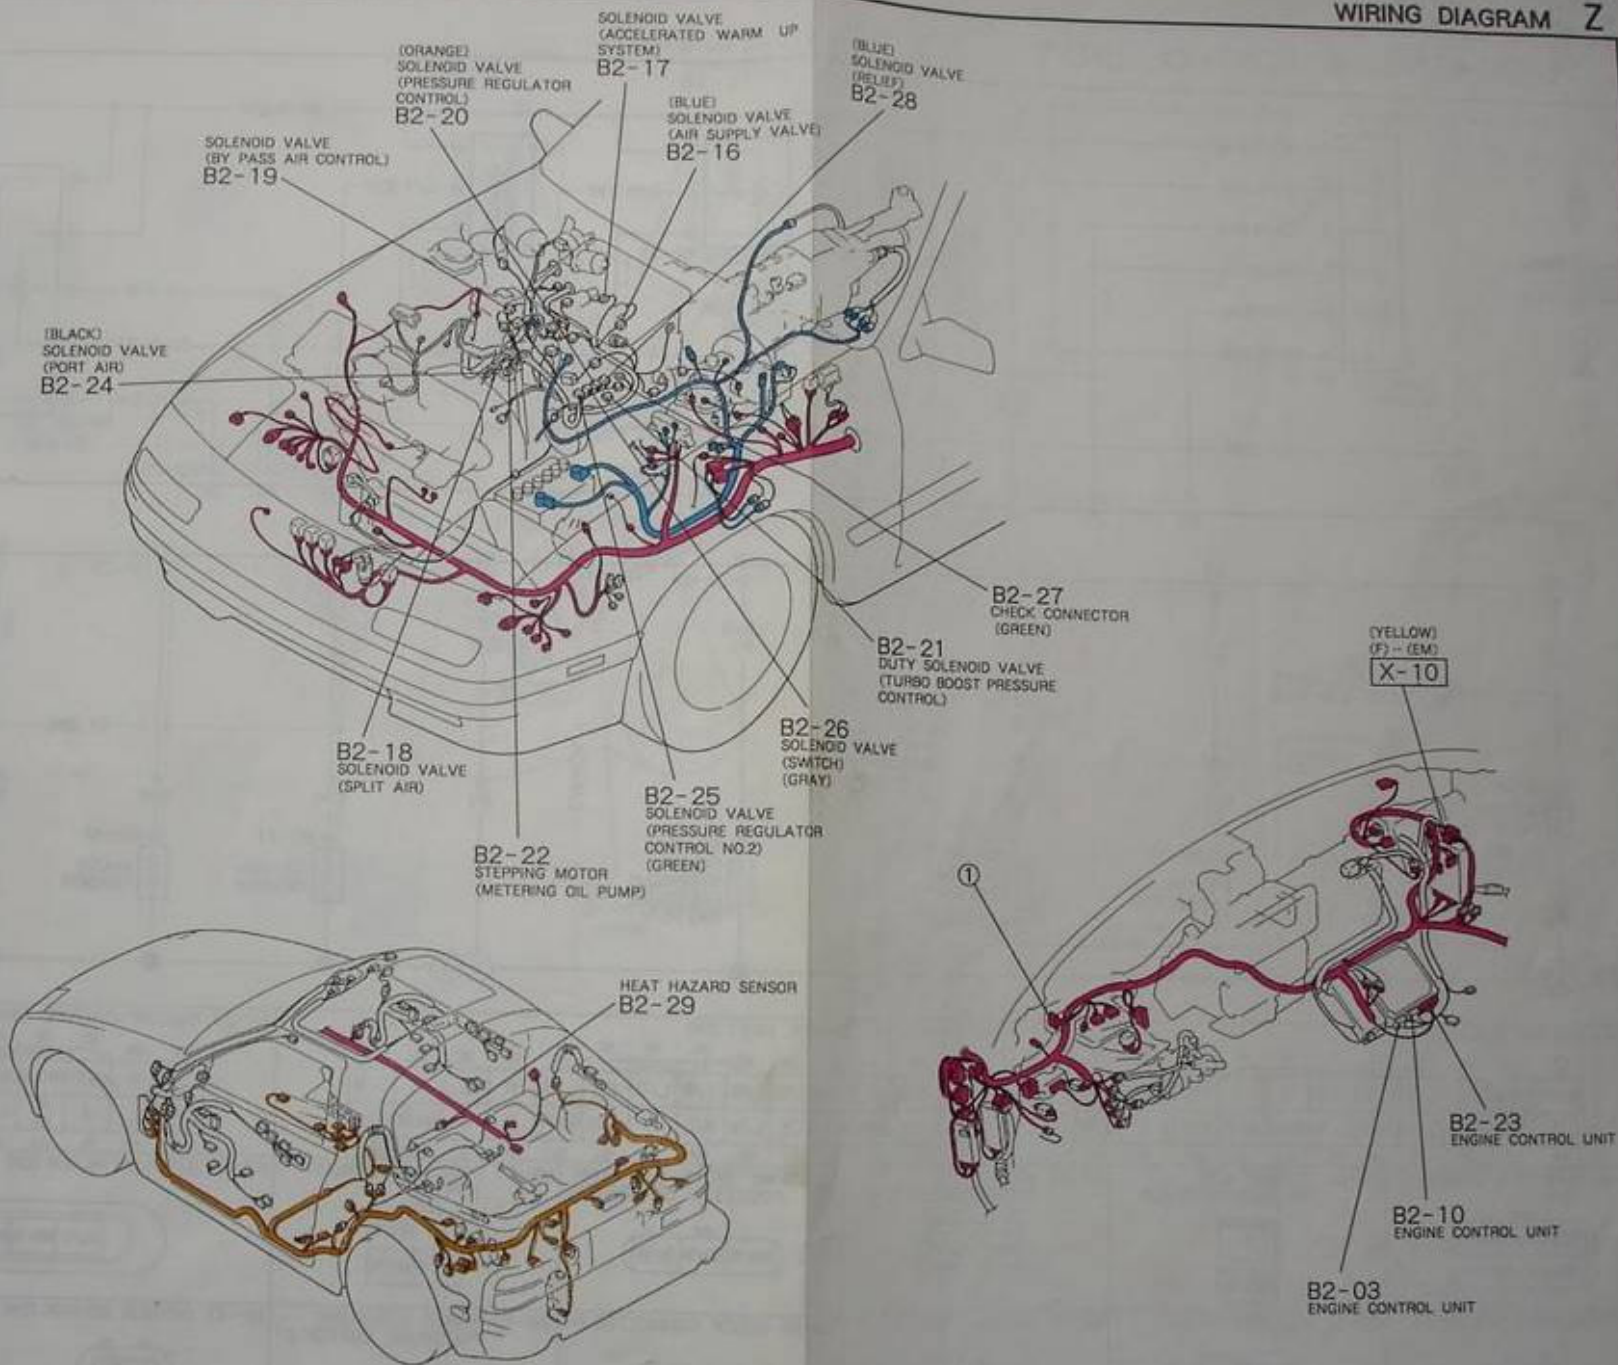 WIRING DIAGRAM Z
SOLENOID VALVE
(ACCELERATED WARM UP
SYSTEM)
B2-17
(ORANGE)
SOLENOID VALVE
(PRESSURE REGULATOR
CONTROL)
B2-20
(BLUE)
SOLENOID VALVE
(RELIEF)
B2-28
(BLUE)
SOLENOID VALVE
(AIR SUPPLY VALVE)
B2-16
SOLENOID VALVE
(BY PASS AIR CONTROL)
B2-19
(BLACK)
SOLENOID VALVE
(PORT AIR)
B2-24
B2-27
CHECK CONNECTOR
(GREEN)
B2-21
DUTY SOLENOID VALVE
(TURBO BOOST PRESSURE
CONTROL)
(YELLOW)
(F)-(EM)
X-10
B2-26
SOLENOID VALVE
(SWITCH)
(GRAY)
B2-18
SOLENOID VALVE
(SPLIT AIR)
B2-25
SOLENOID VALVE
(PRESSURE REGULATOR
CONTROL NO.2)
(GREEN)
B2-22
STEPPING MOTOR
(METERING OIL PUMP)
①
HEAT HAZARD SENSOR
B2-29
B2-23
ENGINE CONTROL UNIT
B2-10
ENGINE CONTROL UNIT
B2-03
ENGINE CONTROL UNIT